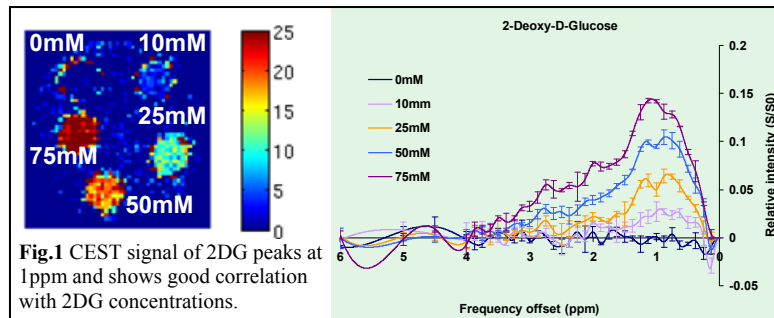 0mM 10mM
25mM
75mM
50mM
25
20
15
10
5
0
Fig.1 CEST signal of 2DG peaks at
1ppm and shows good correlation
with 2DG concentrations.
2-Deoxy-D-Glucose
0mM
10mm
25mM
50mM
75mM
0.2
0.15
0.1
0.05
0
-0.05
Relative intensity (S/S0)
6 5 4 3 2 1 0
Frequency offset (ppm)